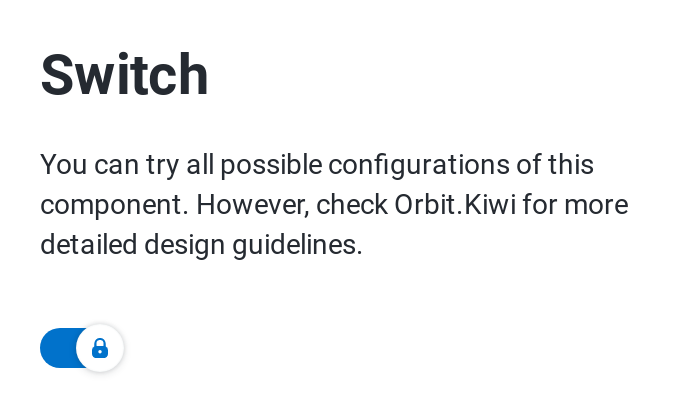 Switch
You can try all possible configurations of this
component. However, check Orbit.Kiwi for more
detailed design guidelines.